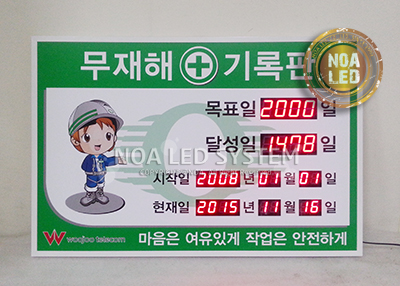 NOA
LED
무재해 기록판
목표일 2000 일
달성일 1478 일
NOA LED SYSTEM
시작일 2008 년 01 월 01 일
현재일 2015 년 11 월 16 일
woojoo telecom
마음은 여유있게 작업은 안전하게